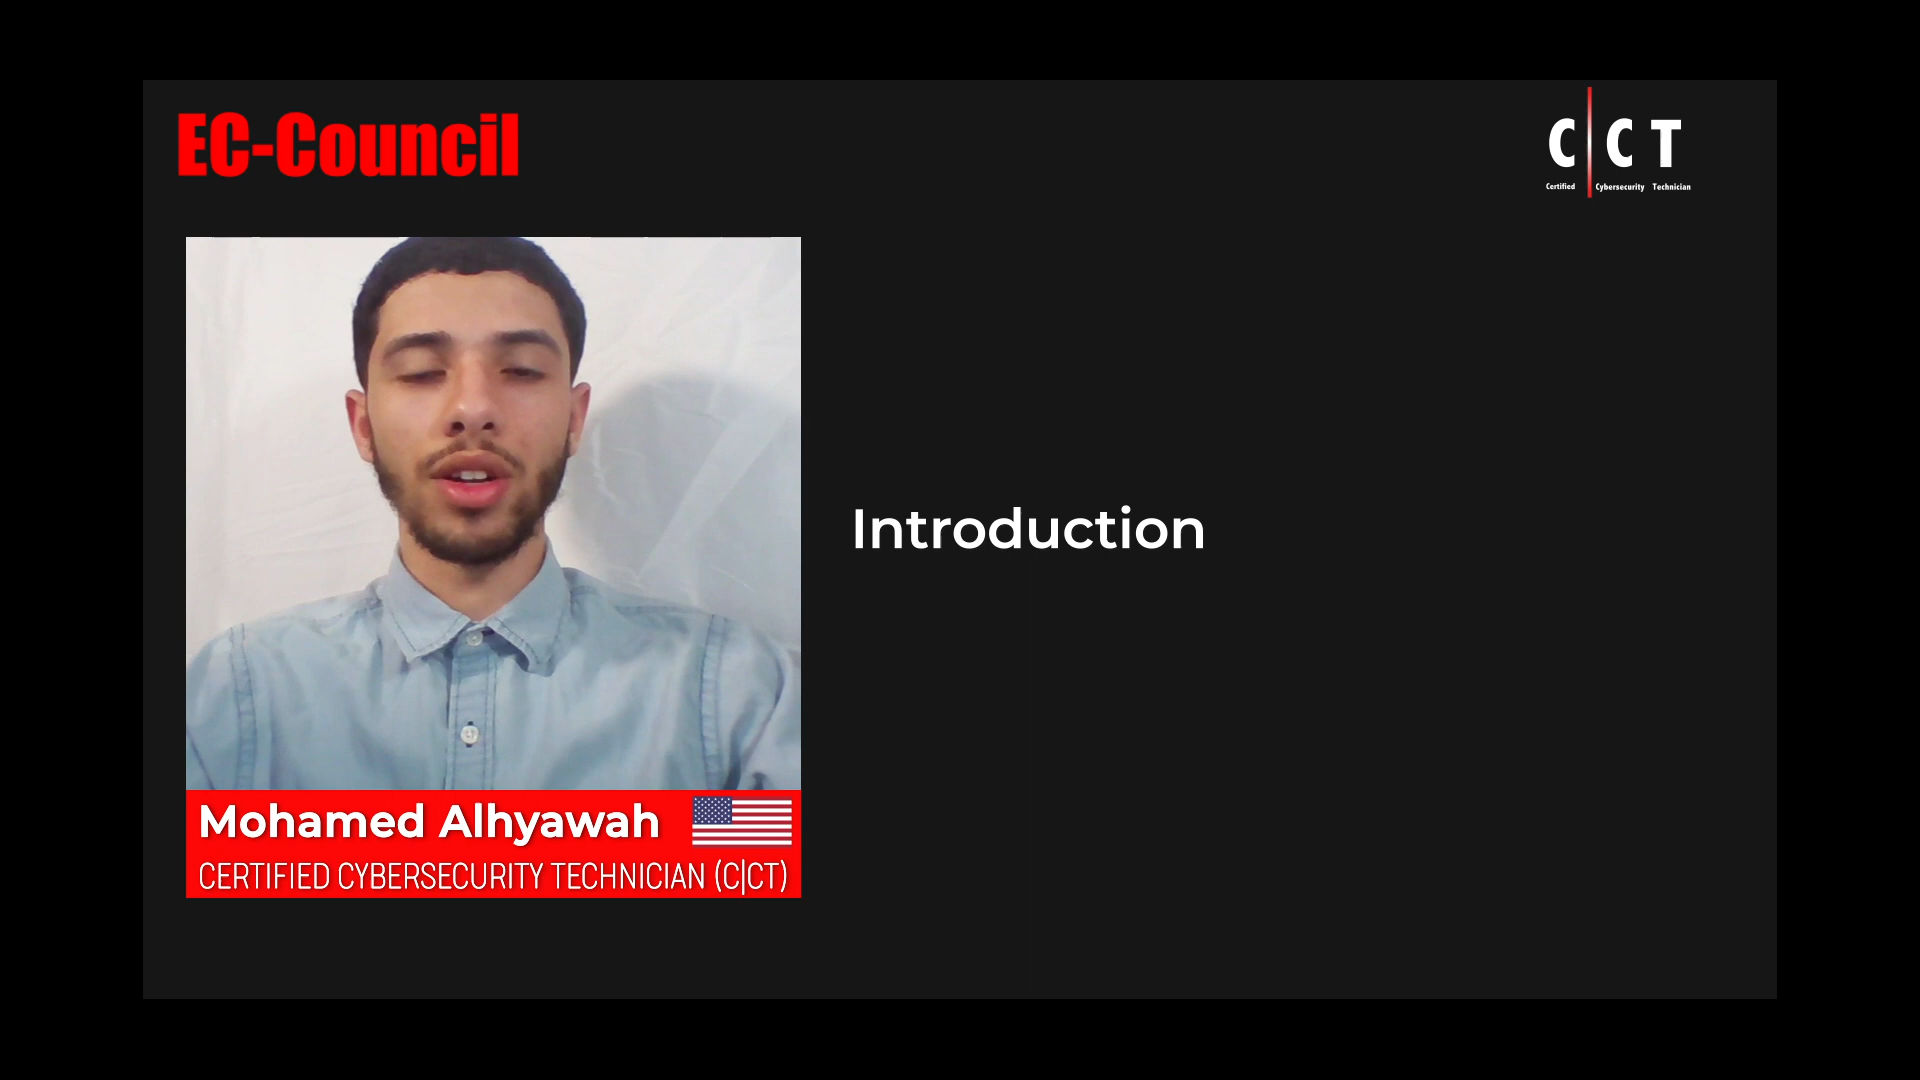 EC-Council
C|CT
Certified Cybersecurity Technician
Introduction
Mohamed Alhyawah
CERTIFIED CYBERSECURITY TECHNICIAN (C|CT)